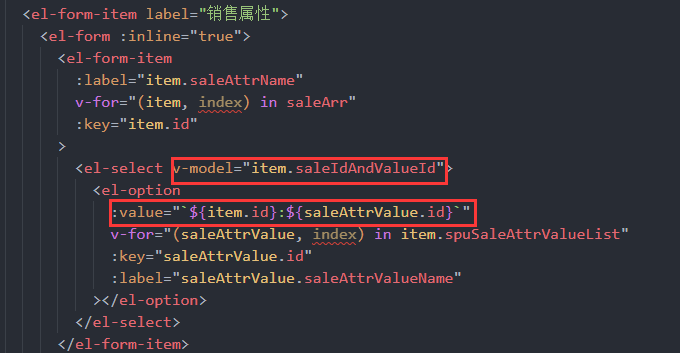 <el-form-item label="销售属性">
<el-form :inline="true">
<el-form-item
:label="item.saleAttrName"
v-for="(item, index) in saleArr"
:key="item.id"
>
<el-select v-model="item.saleIdAndValueId">
<el-option
:value="`${item.id}:${saleAttrValue.id}`"
v-for="(saleAttrValue, index) in item.spuSaleAttrValueList"
:key="saleAttrValue.id"
:label="saleAttrValue.saleAttrValueName"
></el-option>
</el-select>
</el-form-item>